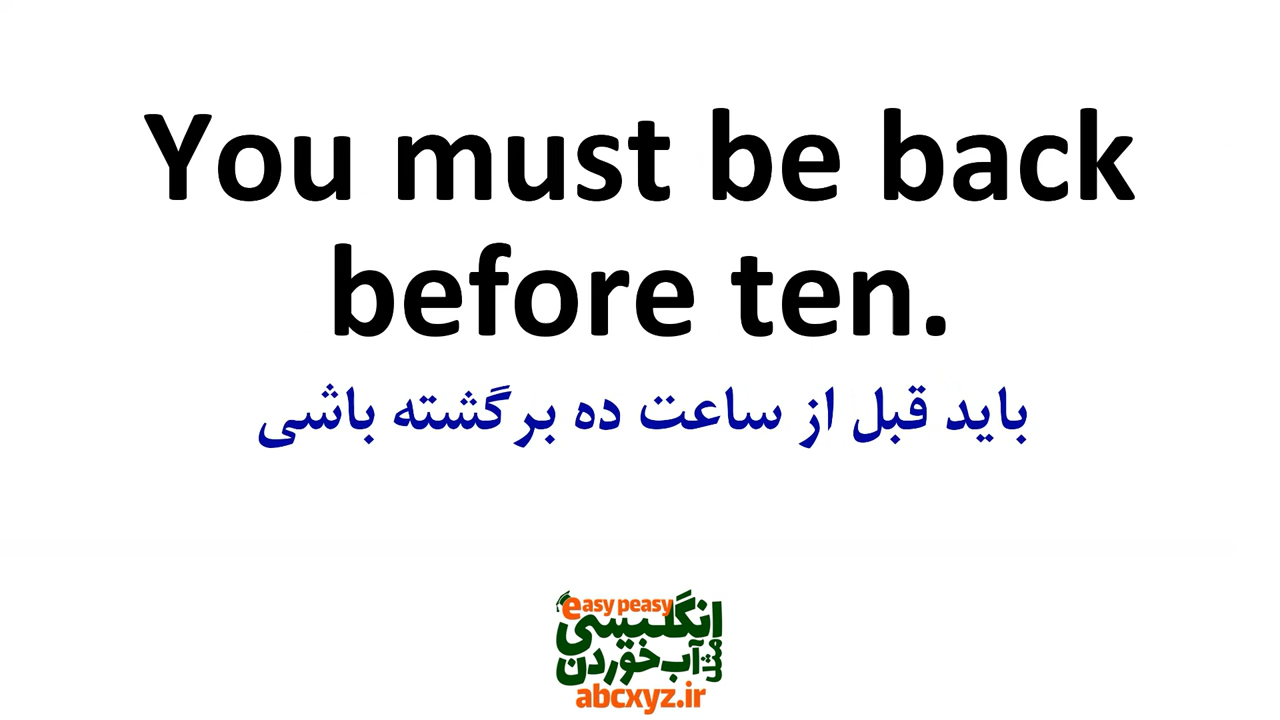 You must be back
before ten.
باید قبل از ساعت ده برگشته باشی
easy peasy
انگلیسی
مثل
آب خوردن
abcxyz.ir